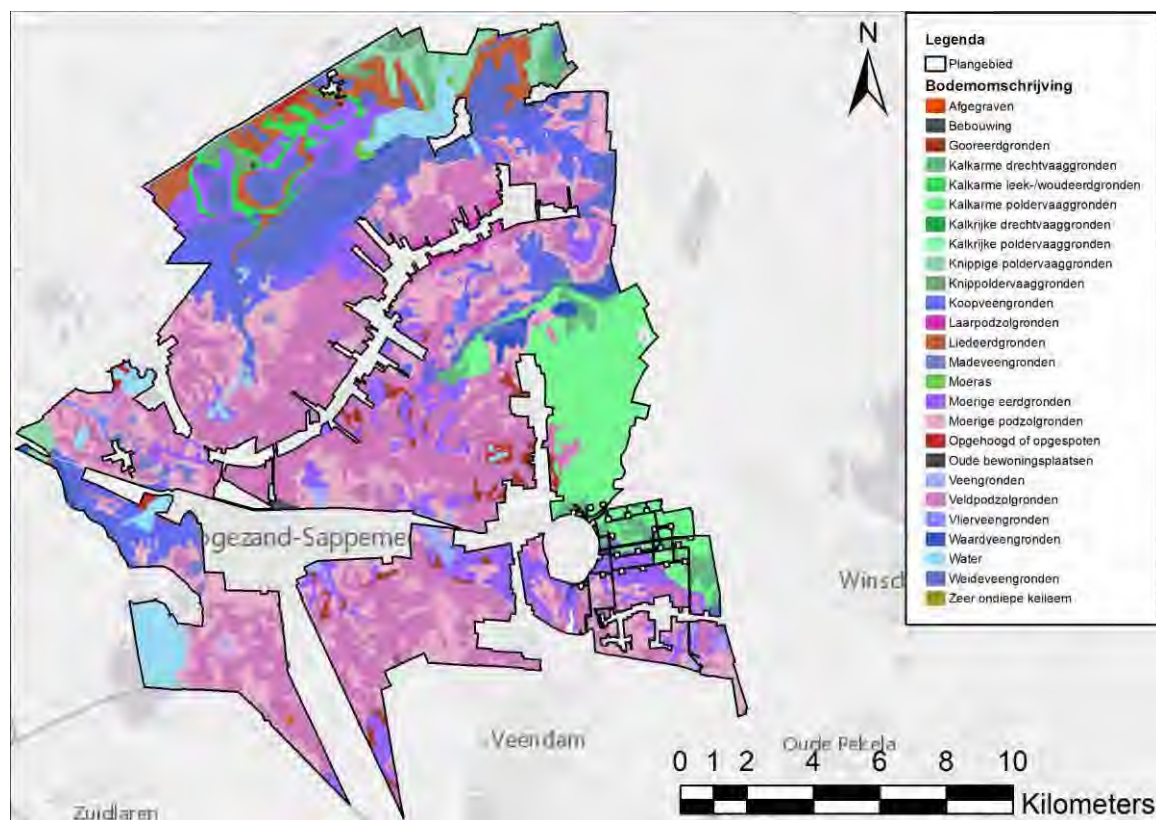 N
Legenda
Plangebied
Bodemomschrijving
Afgegraven
Bebouwing
Gooreerdgronden
Kalkarme drechtvaaggronden
Kalkarme leek-/woudeerdgronden
Kalkarme poldervaaggronden
Kalkrijke drechtvaaggronden
Kalkrijke poldervaaggronden
Knippige poldervaaggronden
Knippoldervaaggronden
Koopveengronden
Laarpodzolgronden
Liedeerdgronden
Madeveengronden
Moeras
Moerige eerdgronden
Moerige podzolgronden
Opgehoogd of opgespoten
Oude bewoningsplaatsen
Veengronden
Veldpodzolgronden
Vlierveengronden
Waardveengronden
Water
Weideveengronden
Zeer ondiepe keileem
ogezand-Sappeme
Winsc
Veendam
Oude Pekela
Zuidlaren
0 1 2 4 6 8 10
Kilometers